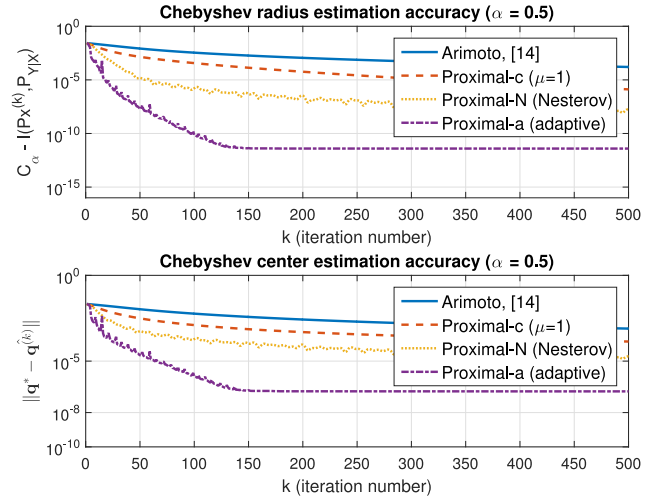 Chebyshev radius estimation accuracy (α = 0.5)
10^0
10^-5
10^-10
10^-15
C_α - I(Px^(k),P_Y|X)
Arimoto, [14]
Proximal-c (μ=1)
Proximal-N (Nesterov)
Proximal-a (adaptive)
0 50 100 150 200 250 300 350 400 450 500
k (iteration number)
Chebyshev center estimation accuracy (α = 0.5)
10^0
10^-5
10^-8
10^-10
||q* − q̂^(k)||
Arimoto, [14]
Proximal-c (μ=1)
Proximal-N (Nesterov)
Proximal-a (adaptive)
0 50 100 150 200 250 300 350 400 450 500
k (iteration number)